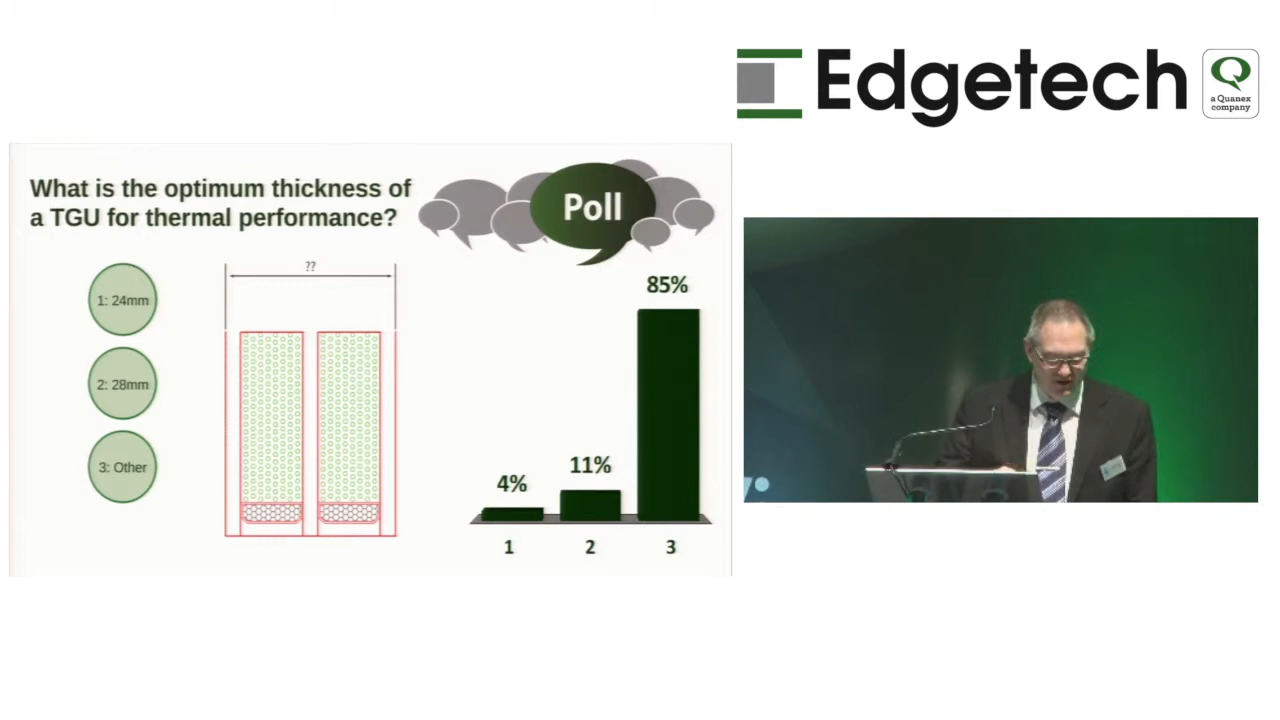 Edgetech
a Quanex
company
What is the optimum thickness of
a TGU for thermal performance?
Poll
1: 24mm
2: 28mm
3: Other
??
4%
11%
85%
1
2
3